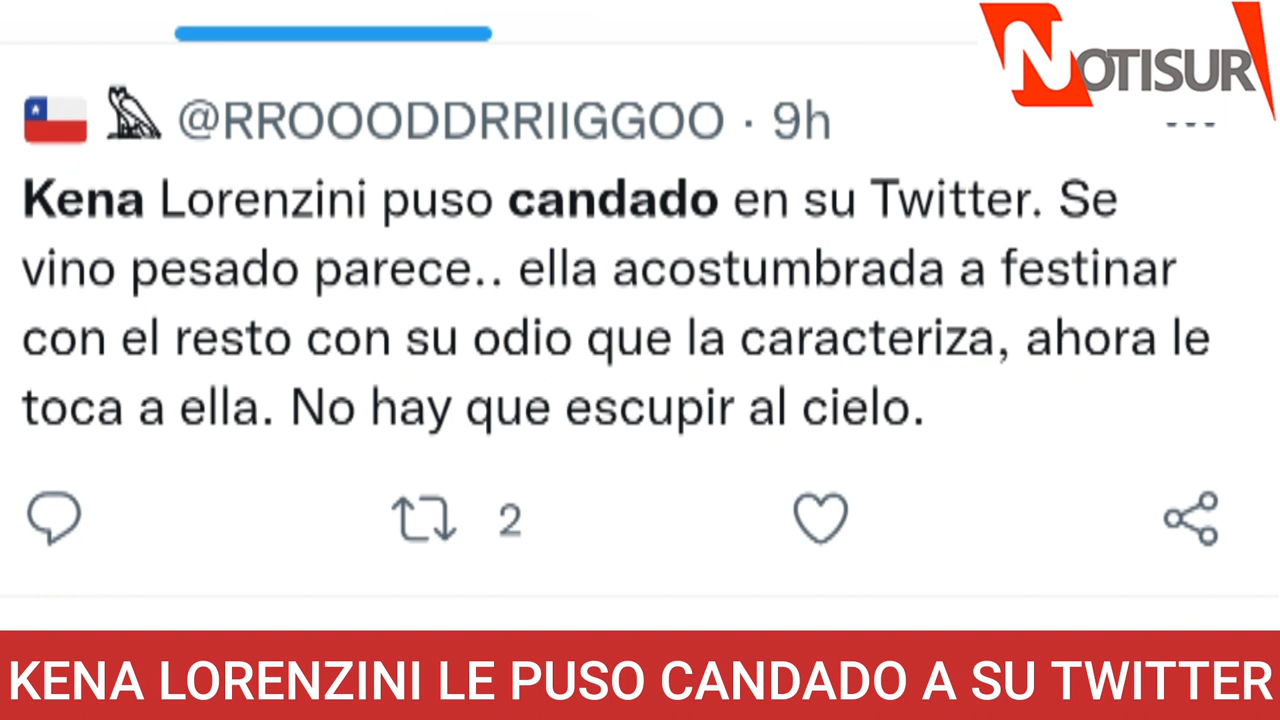 NOTISUR
@RROOODDRRIIGGOO · 9h
Kena Lorenzini puso candado en su Twitter. Se
vino pesado parece.. ella acostumbrada a festinar
con el resto con su odio que la caracteriza, ahora le
toca a ella. No hay que escupir al cielo.
2
KENA LORENZINI LE PUSO CANDADO A SU TWITTER